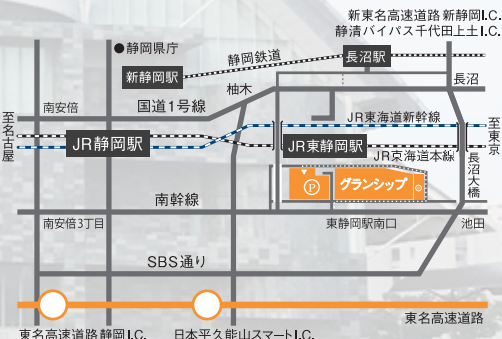 新東名高速道路 新静岡I.C.
静清バイパス千代田上土I.C.
●静岡県庁
静岡鉄道
長沼駅
新静岡駅
柚木
長沼
南安倍
国道1号線
JR東海道新幹線
至名古屋
JR静岡駅
JR東静岡駅
至東京
JR東海道本線
長沼大橋
P
グランシップ
南幹線
南安倍3丁目
東静岡駅南口
池田
SBS通り
東名高速道路
東名高速道路 静岡I.C.
日本平久能山スマートI.C.